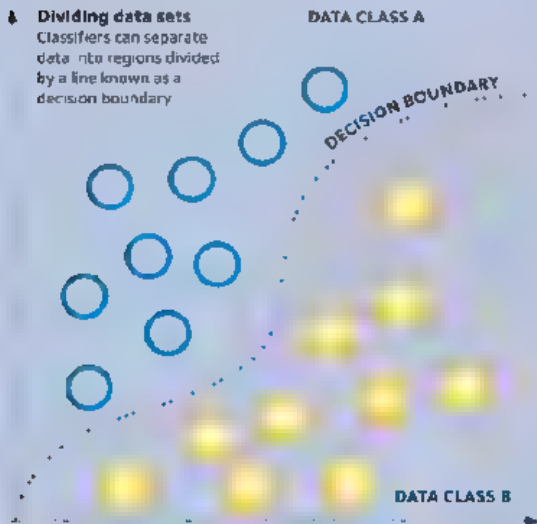 Dividing data sets
Classifiers can separate
data into regions divided
by a line known as a
decision boundary
DATA CLASS A
DECISION BOUNDARY
DATA CLASS B